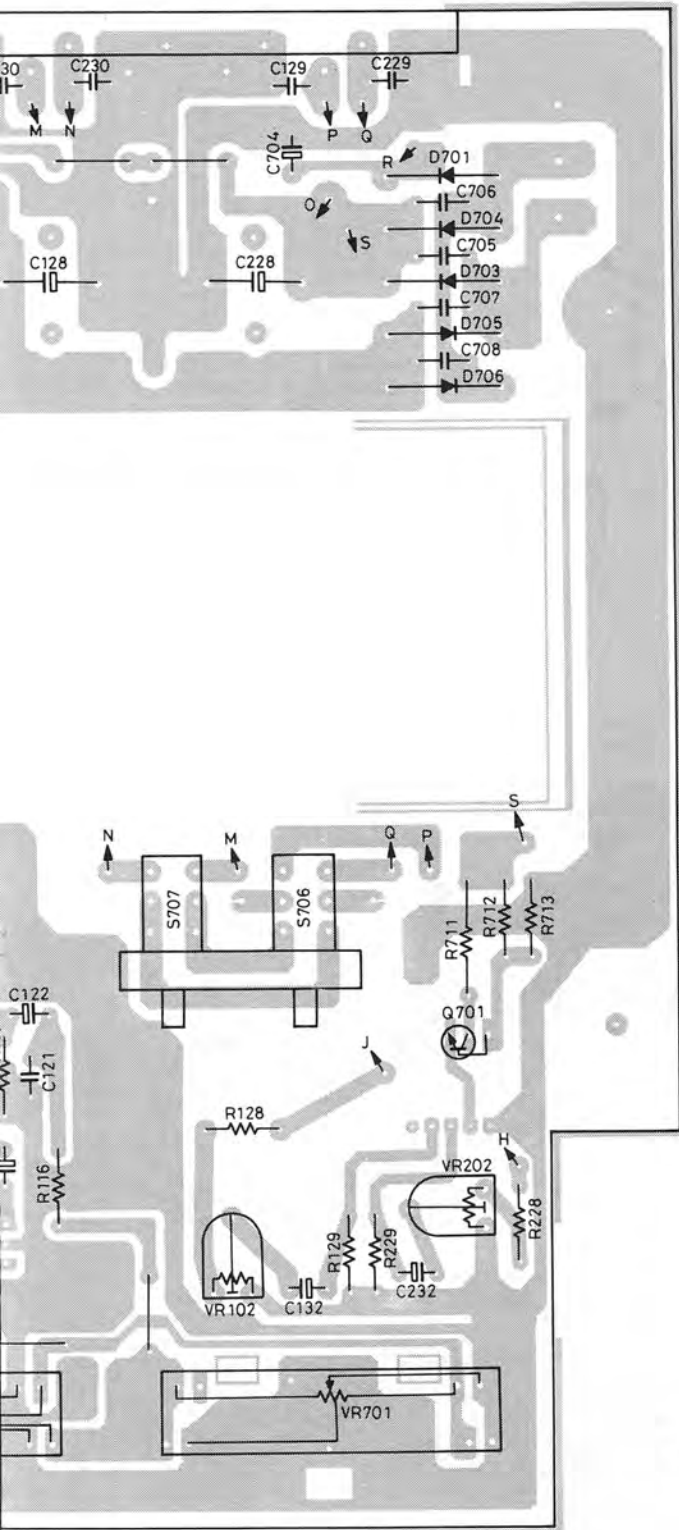 30
C230
C129
C229
M
N
P
Q
C704
R
D701
C706
O
D704
S
C705
C128
C228
D703
C707
D705
C708
D706
S
N
M
Q
P
S707
S706
R711
R712
R713
C122
Q701
C121
J
R128
H
VR202
R116
R129
R229
R228
VR102
C132
C232
VR701